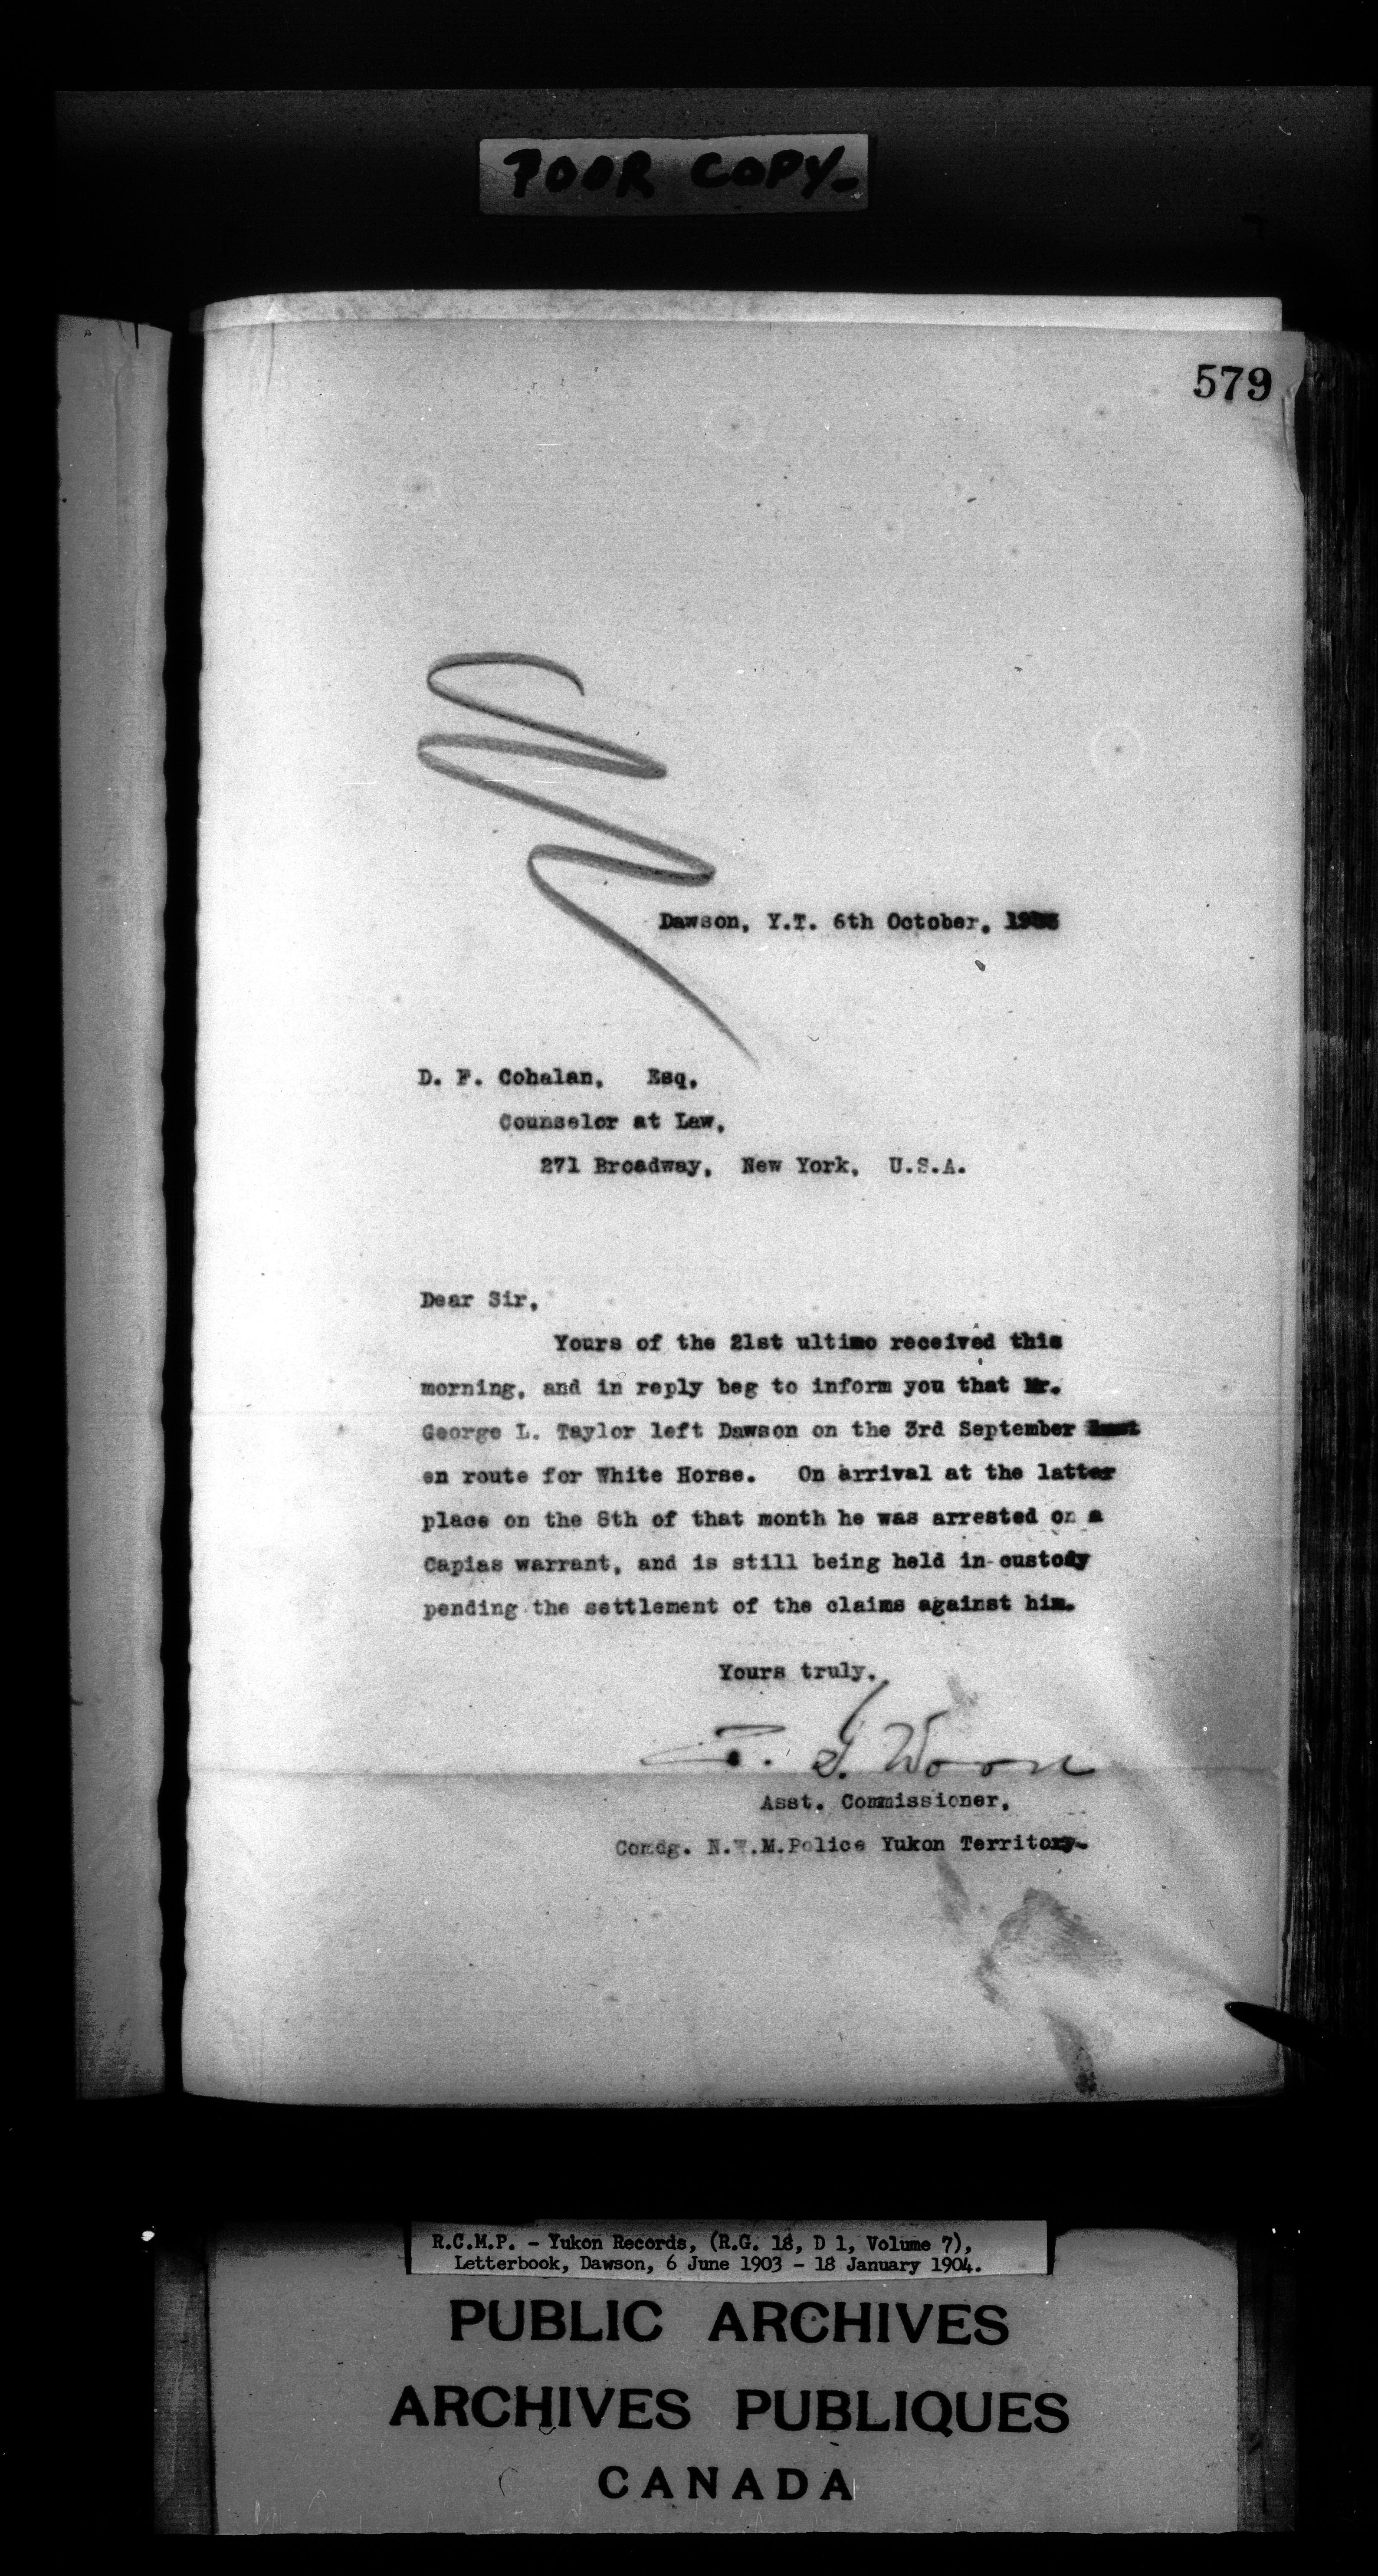 POOR COPY-
579
Dawson, Y.T. 6th October, 1903
D. F. Cohalan, Esq.
Counselor at Law,
271 Broadway, New York, U.S.A.
Dear Sir,
Yours of the 21st ultimo received this
morning, and in reply beg to inform you that Mr.
George L. Taylor left Dawson on the 3rd September
en route for White Horse. On arrival at the latter
place on the 8th of that month he was arrested on a
Capias warrant, and is still being held in custody
pending the settlement of the claims against him.
Yours truly,
Asst. Commissioner,
Comdg. N.W.M.Police Yukon Territory.
R.C.M.P. - Yukon Records, (R.G. 18, D 1, Volume 7),
Letterbook, Dawson, 6 June 1903 - 18 January 1904.
PUBLIC ARCHIVES
ARCHIVES PUBLIQUES
CANADA